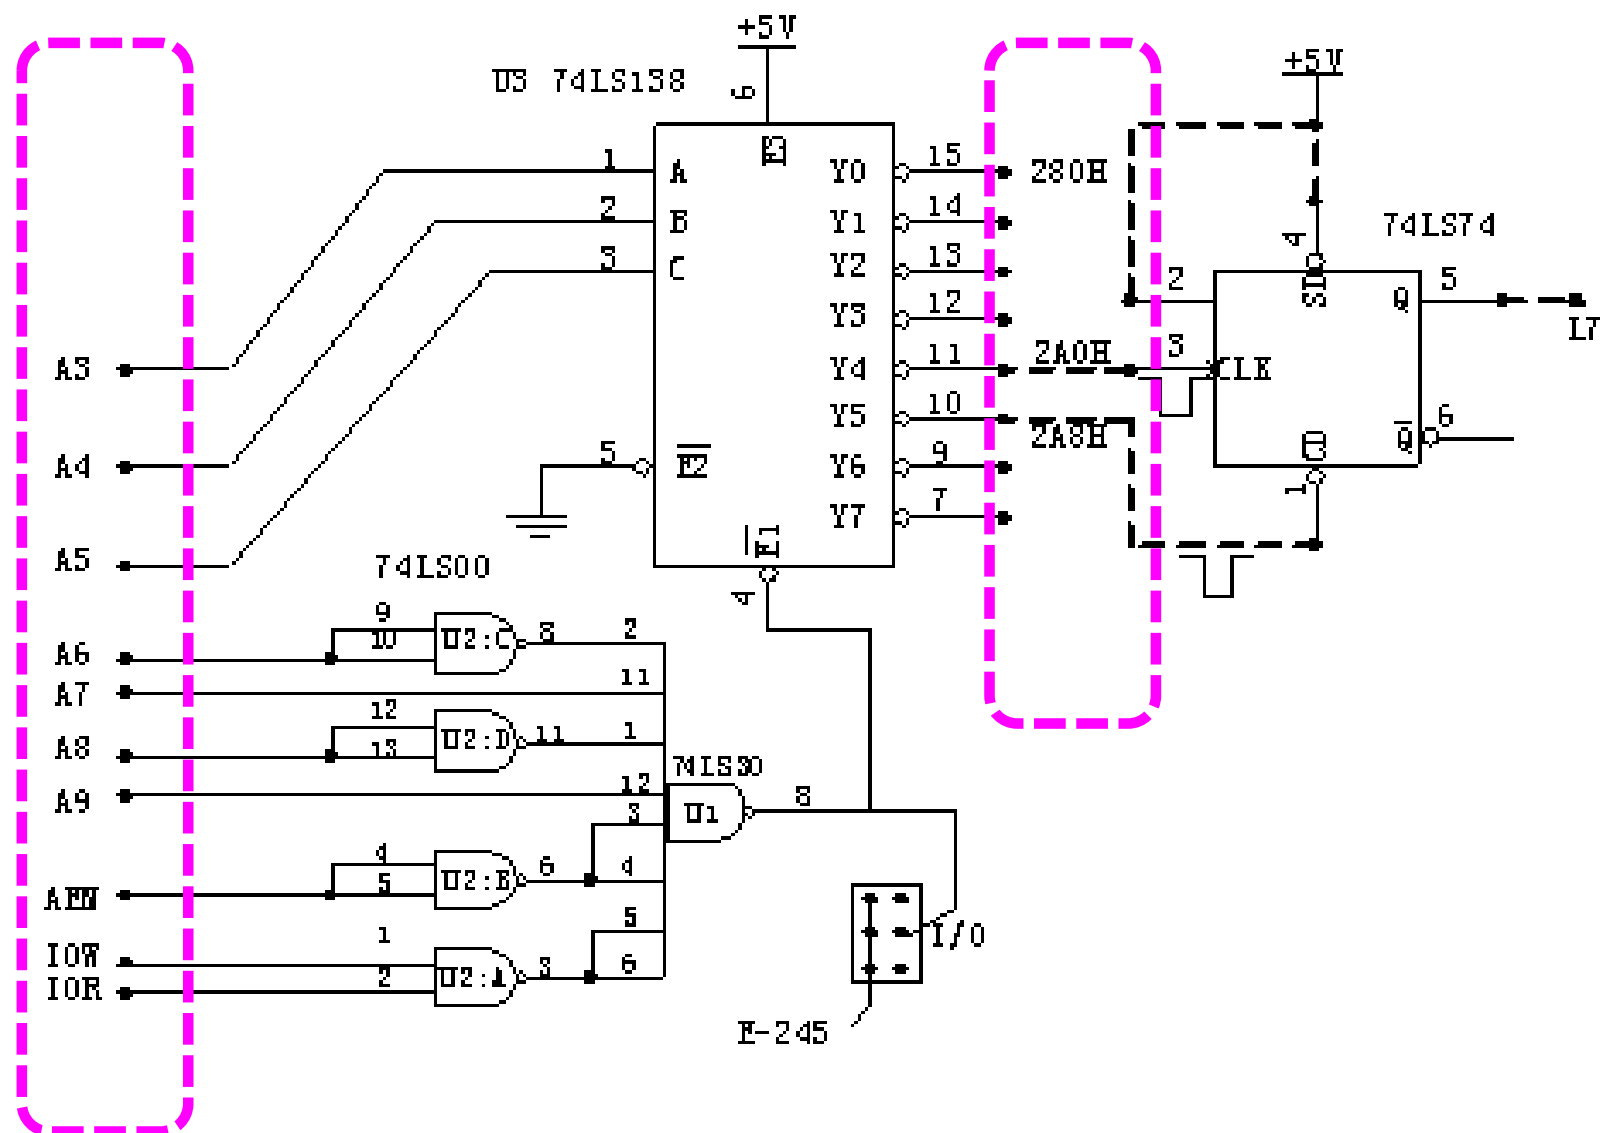 +5V
U3 74LS138
+5V
6
E3
1 A Y0 15 280H
2 B Y1 14
74LS74
3 C Y2 13
4
2 SD Q 5
Y3 12
L7
A3
Y4 11 2A0H 3 CLK
Y5 10
2A8H
6
Q
CD
A4
5 E2 Y6 9
1
Y7 7
E1
A5
74LS00
4
9
10
A6
U2:C 8 2
A7
11
12
A8
13
U2:D 11 1
74LS30
A9
12
3
U1 8
4
5
AEN
U2:B 6 4
5
1
IOW
I/O
IOR
2
U2:A 3 6
E-245